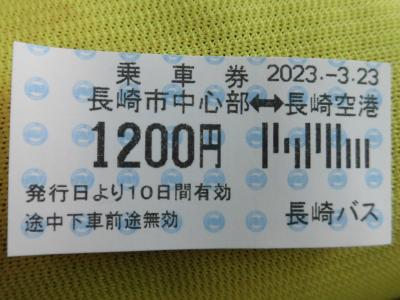 乗車券 2023.-3.23
長崎市中心部↔長崎空港
1200円
発行日より10日間有効
途中下車前途無効 長崎バス